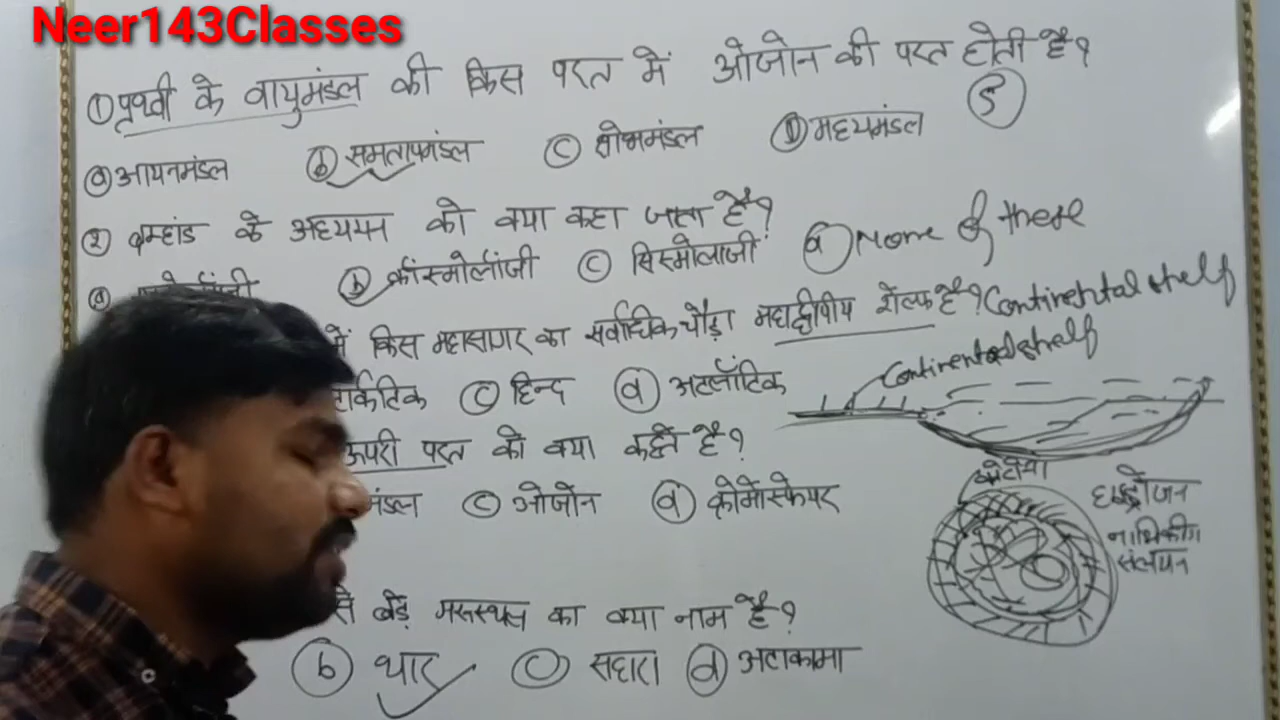 Neer143Classes
① पृथ्वी के वायुमंडल की किस परत में ओजोन की परत होती है?
ⓐ आयनमंडल ⓑ समतापमंडल ⓒ क्षोभमंडल ⓓ मध्यमंडल
② ब्रम्हांड के अध्ययन को क्या कहा जाता है?
ⓐ ⓑ क्रांस्मोलॉजी ⓒ सिस्मोलाजी ⓓ None of these
में किस महासागर का सर्वाधिक चौड़ा महाद्वीपीय शेल्फ है? Continental shelf
Continental shelf
टार्कटिक ⓒ हिन्द ⓓ अटलॉटिक
ऊपरी परत को क्या कहते है?
मंडल ⓒ ओजोन ⓓ क्रोमोस्फेयर
हाइड्रोजन
नाभिकीय
संलयन
से बड़े मरुस्थल का क्या नाम है?
ⓑ थार ⓒ सहारा ⓓ अटाकामा